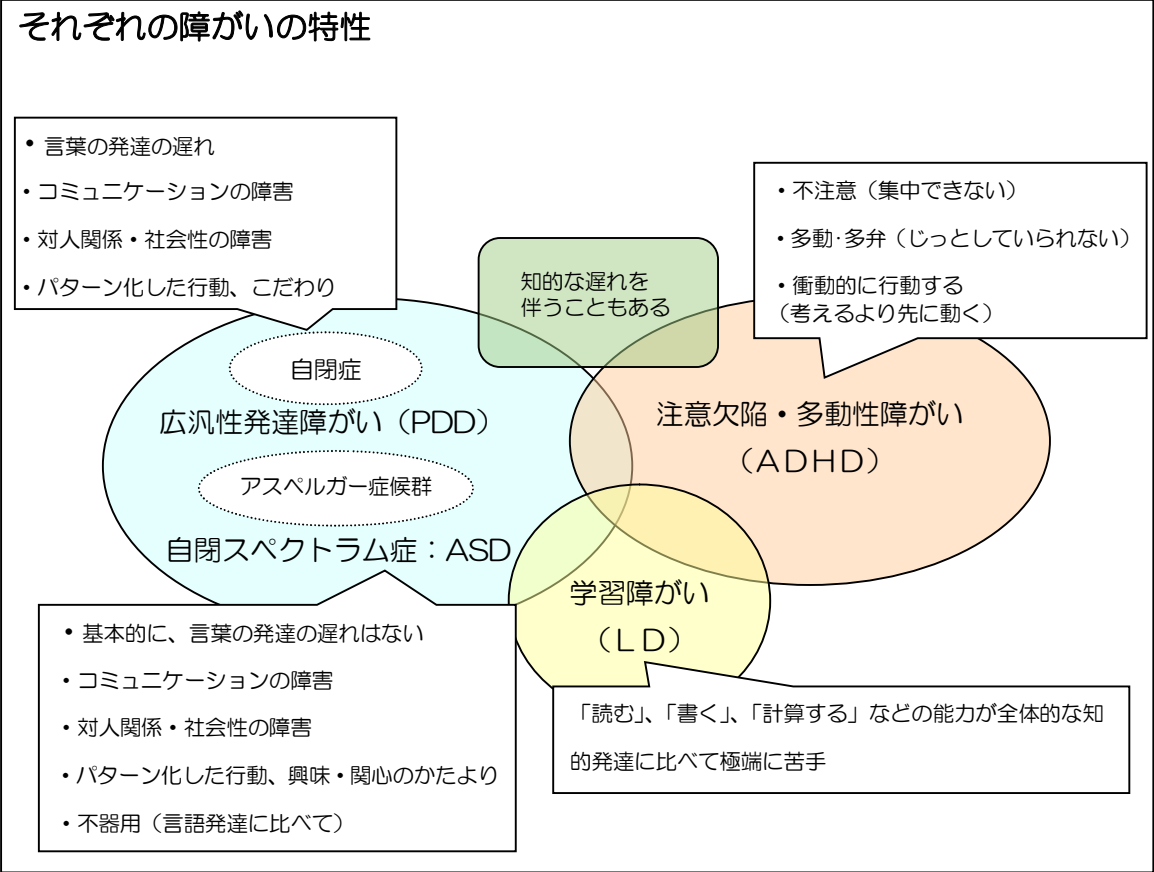 それぞれの障がいの特性
• 言葉の発達の遅れ
・コミュニケーションの障害
・対人関係・社会性の障害
・パターン化した行動、こだわり
・不注意（集中できない）
・多動･多弁（じっとしていられない）
・衝動的に行動する
（考えるより先に動く）
知的な遅れを
伴うこともある
自閉症
広汎性発達障がい（PDD）
アスペルガー症候群
自閉スペクトラム症：ASD
注意欠陥・多動性障がい
（ＡＤＨＤ）
学習障がい
（ＬＤ）
• 基本的に、言葉の発達の遅れはない
・コミュニケーションの障害
・対人関係・社会性の障害
・パターン化した行動、興味・関心のかたより
・不器用（言語発達に比べて）
「読む」、「書く」、「計算する」などの能力が全体的な知
的発達に比べて極端に苦手